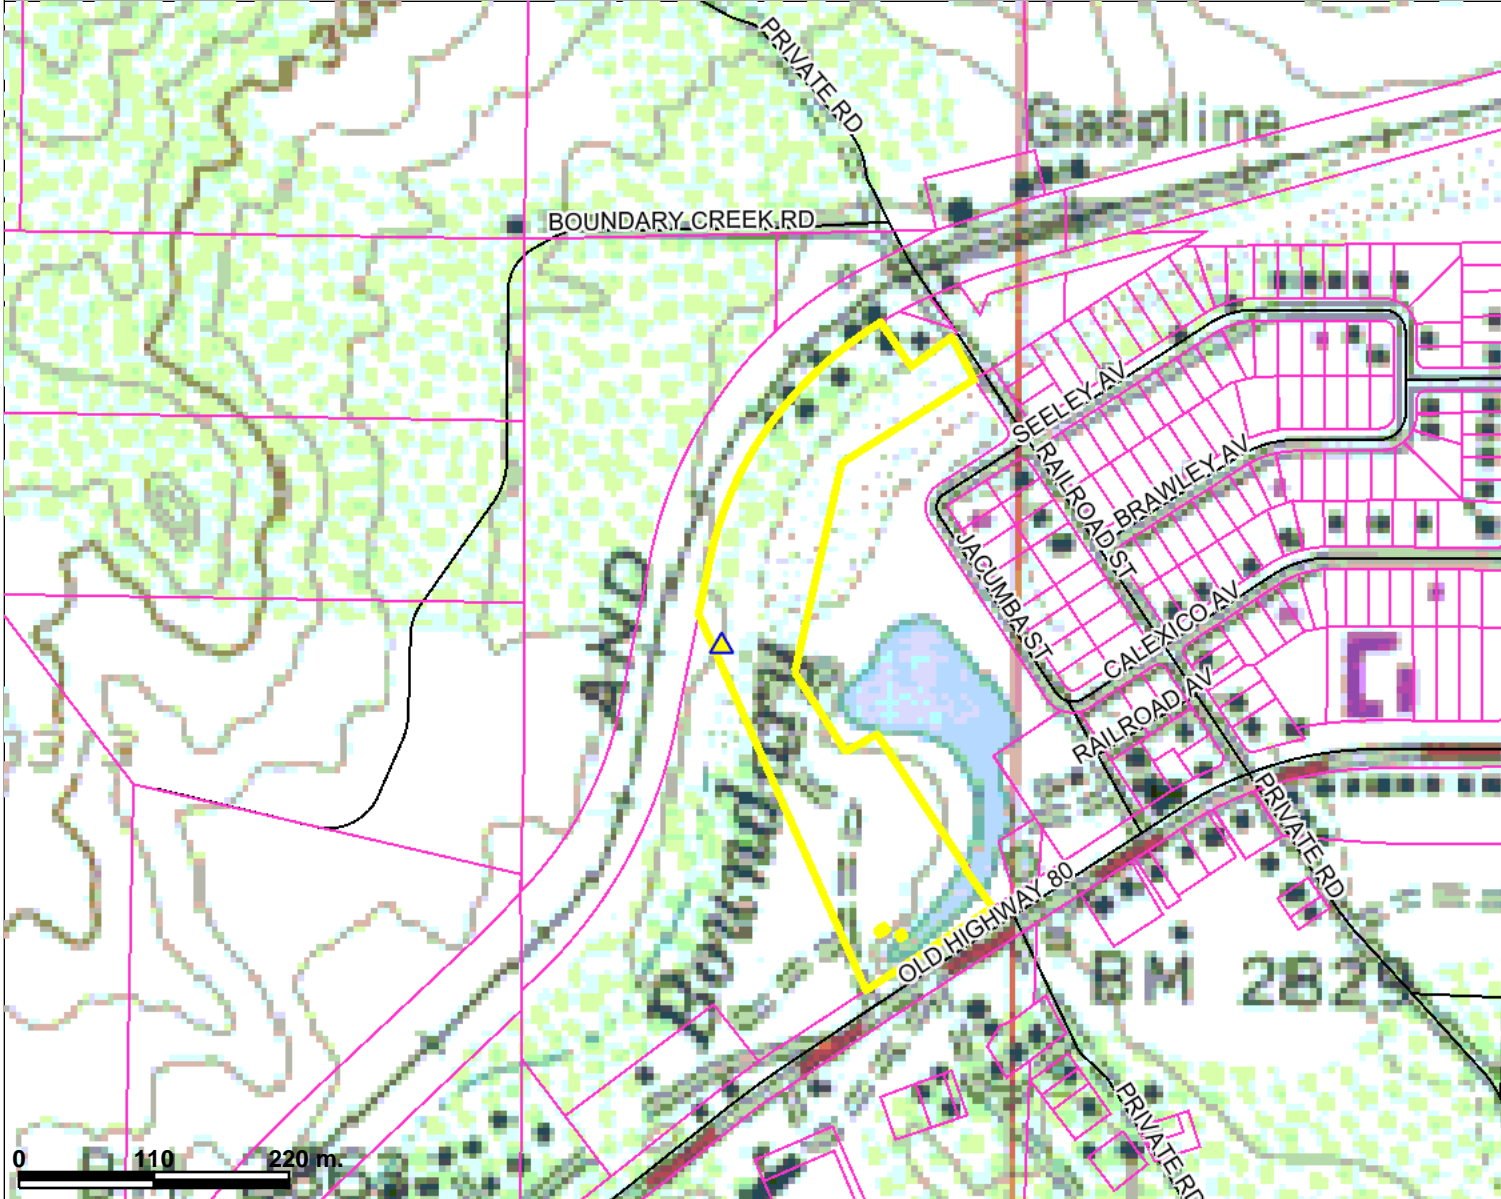 PRIVATE RD
Gasoline
BOUNDARY CREEK RD
SEELEY AV
RAILROAD ST
BRAWLEY AV
JACUMBA ST
CALEXICO AV
AND
Boundary
RAILROAD AV
PRIVATE RD
OLD HIGHWAY 80
BM 2829
PRIVATE RD
0 110 220 m.